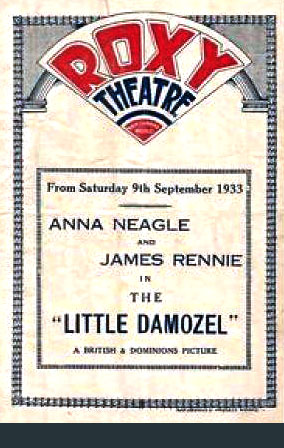 ROXY
THEATRE
From Saturday 9th September 1933
ANNA NEAGLE
AND
JAMES RENNIE
IN
THE
"LITTLE DAMOZEL"
A BRITISH & DOMINIONS PICTURE